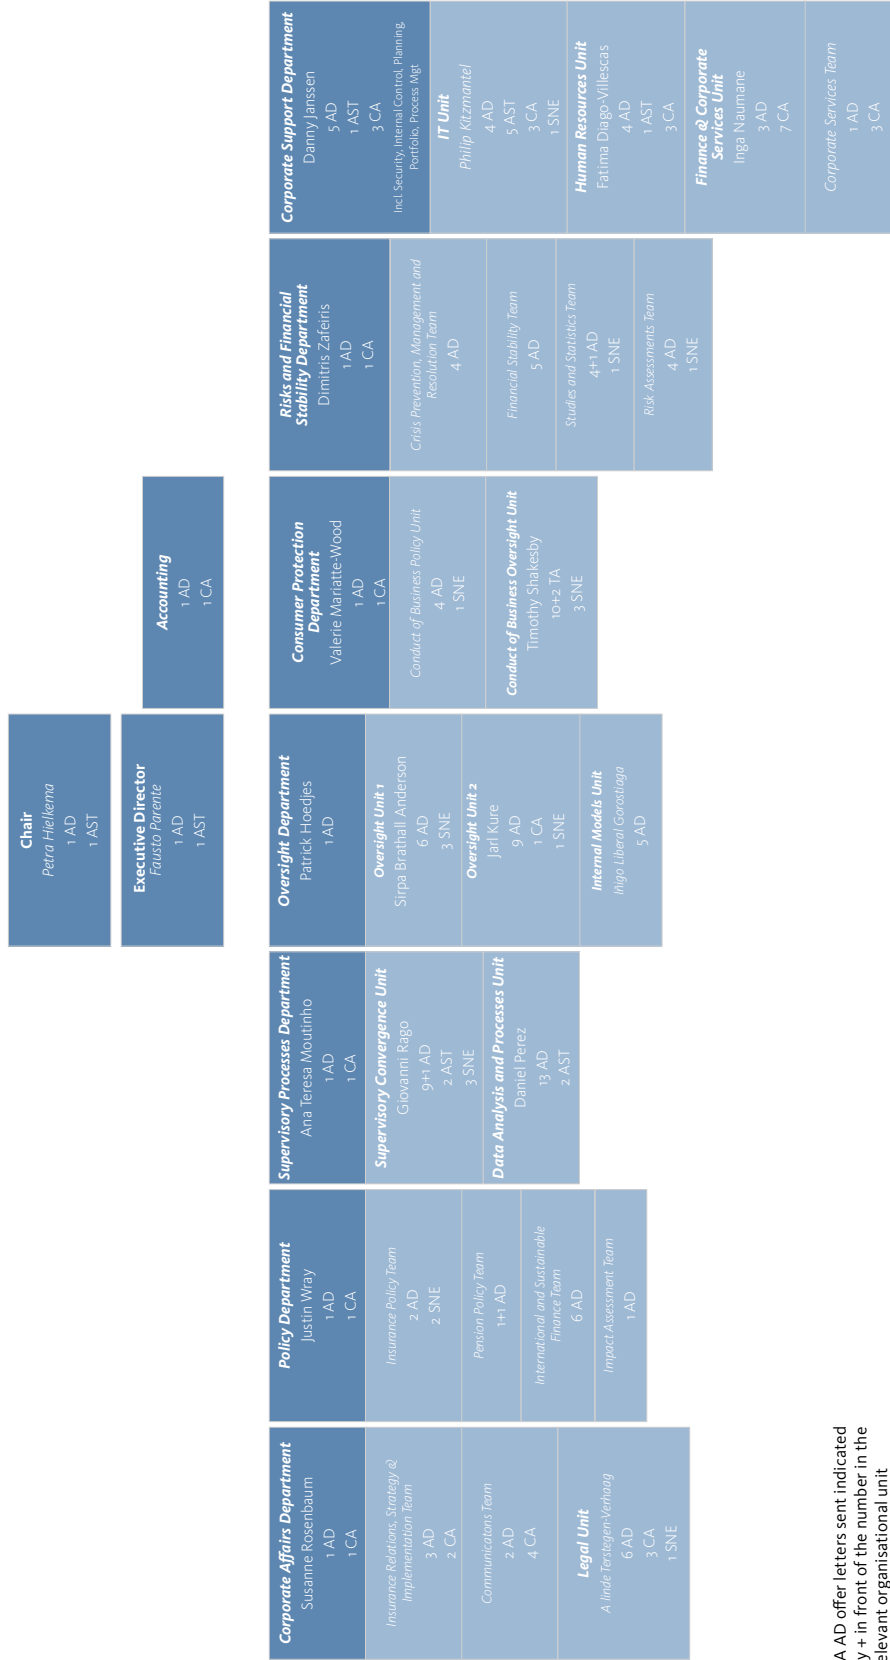 Chair
Petra Hielkema
1 AD
1 AST
Executive Director
Fausto Parente
1 AD
1 AST
Accounting
1 AD
1 CA
Corporate Affairs Department
Susanne Rosenbaum
1 AD
1 CA
Insurance Relations, Strategy &
Implementation Team
3 AD
2 CA
Communicatons Team
2 AD
4 CA
Legal Unit
A linde Terstegen-Verhaag
6 AD
3 CA
1 SNE
Policy Department
Justin Wray
1 AD
1 CA
Insurance Policy Team
2 AD
2 SNE
Pension Policy Team
1+1 AD
International and Sustainable
Finance Team
6 AD
Impact Assessment Team
1 AD
Supervisory Processes Department
Ana Teresa Moutinho
1 AD
1 CA
Supervisory Convergence Unit
Giovanni Rago
9+1 AD
2 AST
3 SNE
Data Analysis and Processes Unit
Daniel Perez
13 AD
2 AST
Oversight Department
Patrick Hoedjes
1 AD
Oversight Unit 1
Sirpa Brathall Anderson
6 AD
3 SNE
Oversight Unit 2
Jarl Kure
9 AD
1 CA
1 SNE
Internal Models Unit
Iñigo Liberal Gorostiaga
5 AD
Consumer Protection
Department
Valerie Mariatte-Wood
1 AD
1 CA
Conduct of Business Policy Unit
4 AD
1 SNE
Conduct of Business Oversight Unit
Timothy Shakesby
10+2 TA
3 SNE
Risks and Financial
Stability Department
Dimitris Zafeiris
1 AD
1 CA
Crisis Prevention, Management and
Resolution Team
4 AD
Financial Stability Team
5 AD
Studies and Statistics Team
4+1 AD
1 SNE
Risk Assessments Team
4 AD
1 SNE
Corporate Support Department
Danny Janssen
5 AD
1 AST
3 CA
Incl. Security, Internal Control, Planning,
Portfolio, Process Mgt
IT Unit
Philip Kitzmantel
4 AD
5 AST
3 CA
1 SNE
Human Resources Unit
Fatima Diago-Villescas
4 AD
1 AST
3 CA
Finance & Corporate
Services Unit
Inga Naumane
3 AD
7 CA
Corporate Services Team
1 AD
3 CA
A AD offer letters sent indicated
y + in front of the number in the
elevant organisational unit